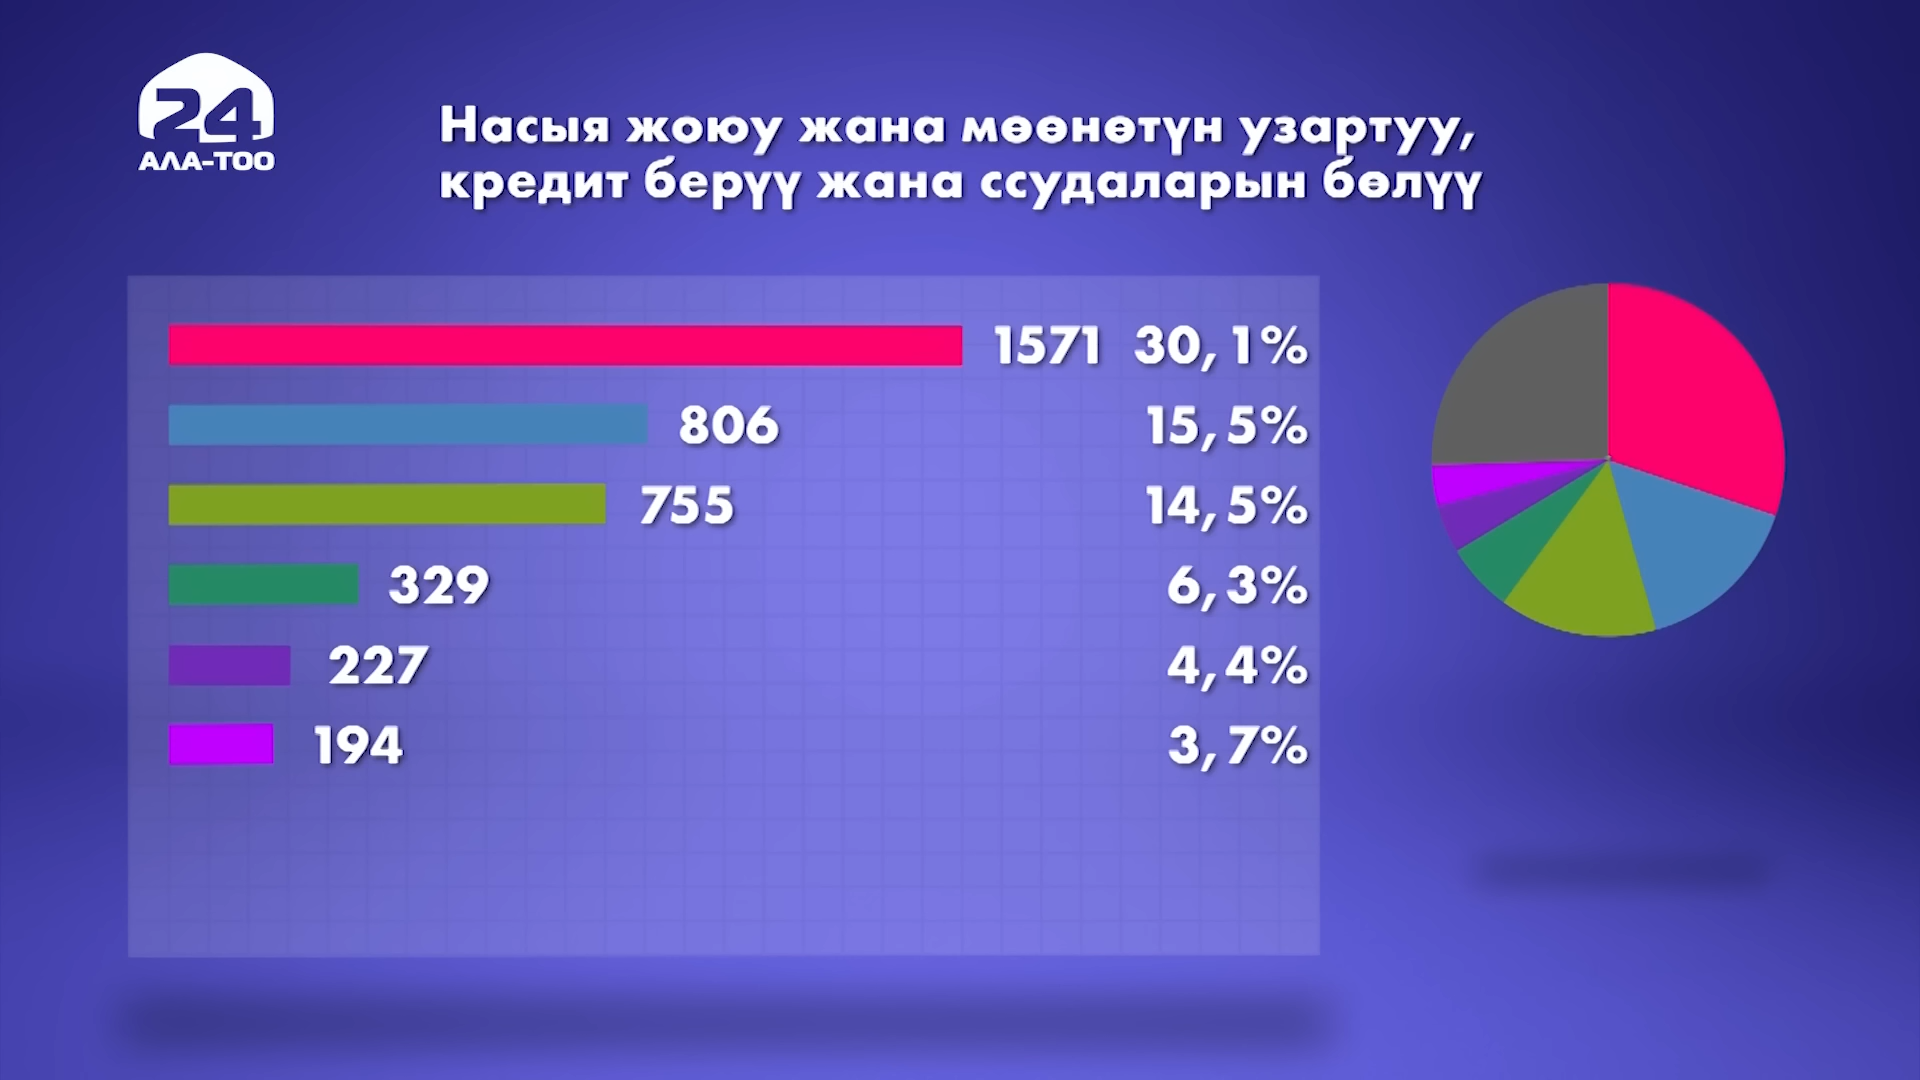 24
АЛА-ТОО
Насыя жоюу жана мөөнөтүн узартуу,
кредит берүү жана ссудаларын бөлүү
1571 30,1%
806 15,5%
755 14,5%
329 6,3%
227 4,4%
194 3,7%